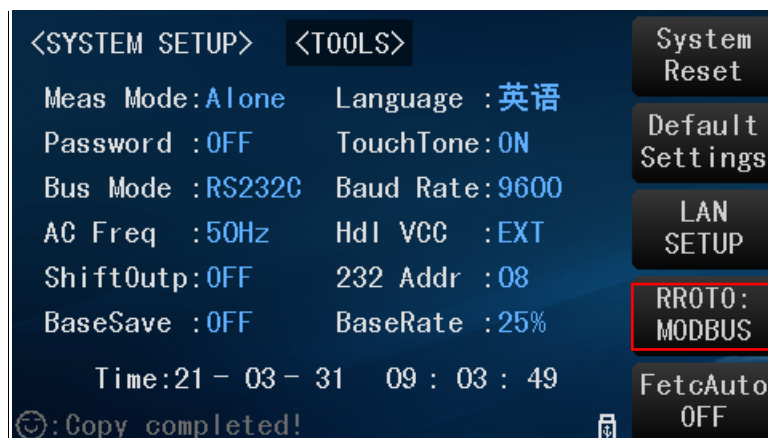 <SYSTEM SETUP> <TOOLS>
Meas Mode:Alone Language :英语
Password :OFF TouchTone:ON
Bus Mode :RS232C Baud Rate:9600
AC Freq :50Hz Hdl VCC :EXT
ShiftOutp:OFF 232 Addr :08
BaseSave :OFF BaseRate :25%
Time:21 - 03 - 31 09 : 03 : 49
:Copy completed!
System
Reset
Default
Settings
LAN
SETUP
RROTO:
MODBUS
FetcAuto
OFF